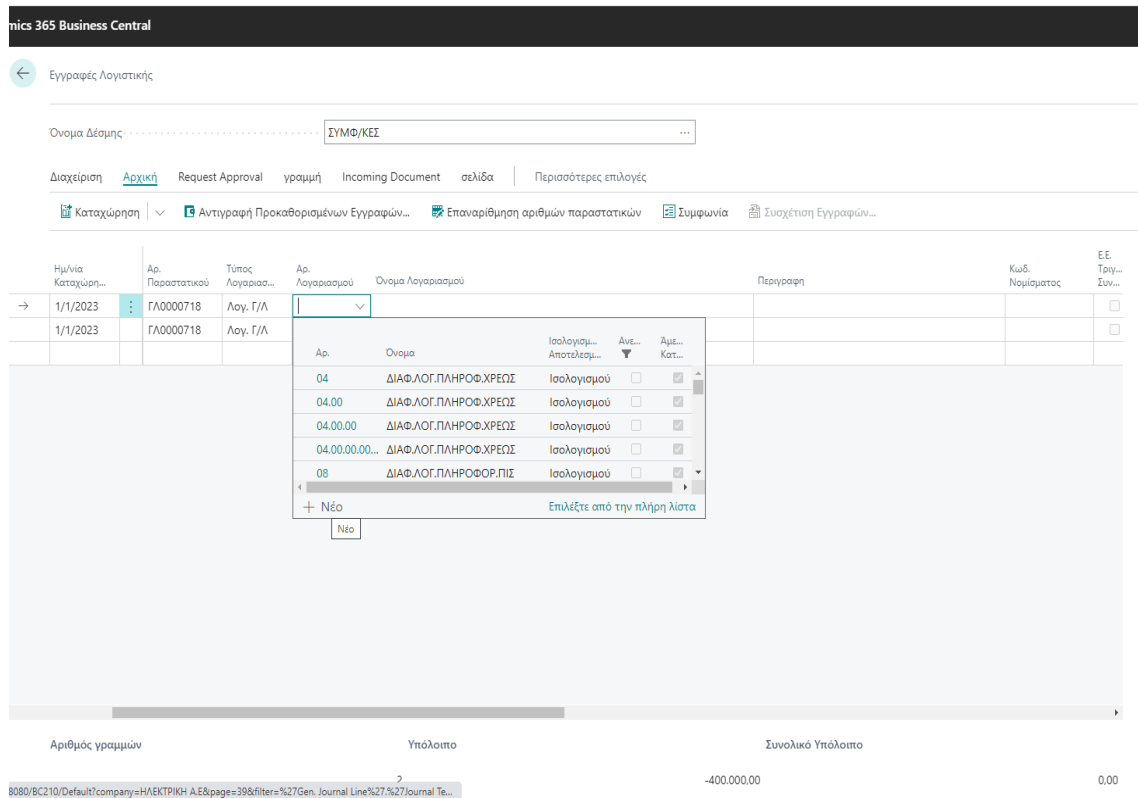 mics 365 Business Central
Εγγραφές Λογιστικής
Όνομα Δέσμης ΣΥΜΦ/ΚΕΣ ...
Διαχείριση Αρχική Request Approval γραμμή Incoming Document σελίδα Περισσότερες επιλογές
Καταχώρηση Αντιγραφή Προκαθορισμένων Εγγραφών... Επαναρίθμηση αριθμών παραστατικών Συμφωνία Συσχέτιση Εγγραφών...
Ημ/νία Καταχώρη... Αρ. Παραστατικού Τύπος Λογαριασ... Αρ. Λογαριασμού Όνομα Λογαριασμού Περιγραφη Κωδ. Νομίσματος Ε.Ε. Τριγ... Συν...
1/1/2023 ΓΛ0000718 Λογ. Γ/Λ
1/1/2023 ΓΛ0000718 Λογ. Γ/Λ
Αρ. Όνομα Ισολογισμ... Αποτελεσμ... Ανε... Άμε... Κατ...
04 ΔΙΑΦ.ΛΟΓ.ΠΛΗΡΟΦ.ΧΡΕΩΣ Ισολογισμού
04.00 ΔΙΑΦ.ΛΟΓ.ΠΛΗΡΟΦ.ΧΡΕΩΣ Ισολογισμού
04.00.00 ΔΙΑΦ.ΛΟΓ.ΠΛΗΡΟΦ.ΧΡΕΩΣ Ισολογισμού
04.00.00.00... ΔΙΑΦ.ΛΟΓ.ΠΛΗΡΟΦ.ΧΡΕΩΣ Ισολογισμού
08 ΔΙΑΦ.ΛΟΓ.ΠΛΗΡΟΦΟΡ.ΠΙΣ Ισολογισμού
+ Νέο Επιλέξτε από την πλήρη λίστα
Νέο
Αριθμός γραμμών Υπόλοιπο Συνολικό Υπόλοιπο
2 -400.000,00 0,00
8080/BC210/Default?company=ΗΛΕΚΤΡΙΚΗ Α.Ε&page=39&filter=%27Gen. Journal Line%27.%27Journal Te...